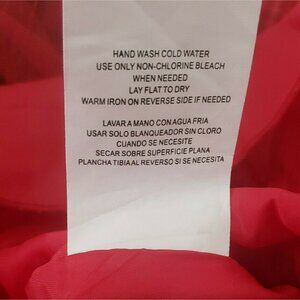 HAND WASH COLD WATER
USE ONLY NON-CHLORINE BLEACH
WHEN NEEDED
LAY FLAT TO DRY
WARM IRON ON REVERSE SIDE IF NEEDED
LAVAR A MANO CON AGUA FRIA
USAR SOLO BLANQUEADOR SIN CLORO
CUANDO SE NECESITE
SECAR SOBRE SUPERFICIE PLANA
PLANCHA TIBIA AL REVERSO SI SE NECESITA